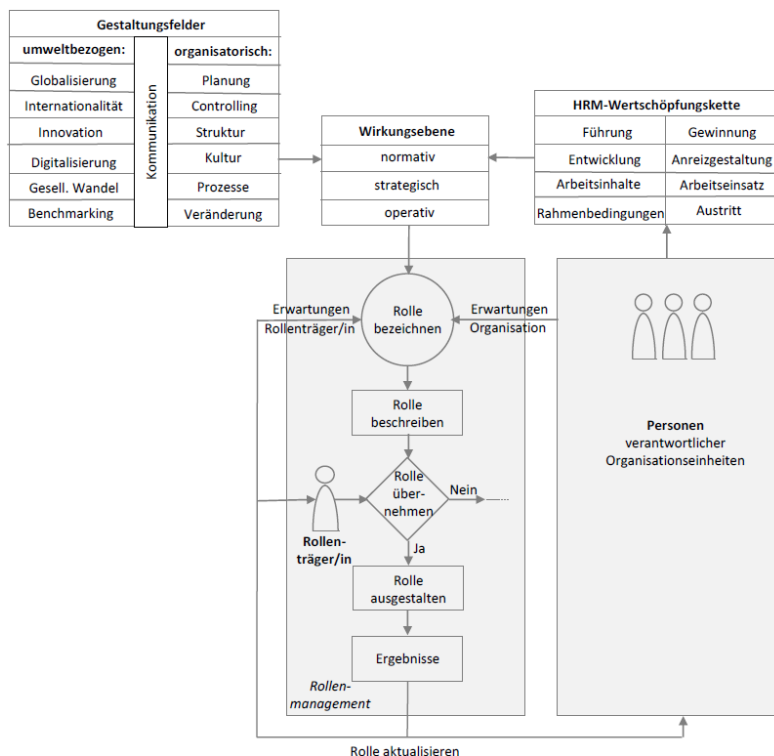 Gestaltungsfelder
umweltbezogen:
organisatorisch:
Kommunikation
Globalisierung
Planung
Internationalität
Controlling
Innovation
Struktur
Digitalisierung
Kultur
Gesell. Wandel
Prozesse
Benchmarking
Veränderung
Wirkungsebene
normativ
strategisch
operativ
HRM-Wertschöpfungskette
Führung
Gewinnung
Entwicklung
Anreizgestaltung
Arbeitsinhalte
Arbeitseinsatz
Rahmenbedingungen
Austritt
Erwartungen
Rollenträger/in
Rolle
bezeichnen
Erwartungen
Organisation
Rolle
beschreiben
Rolle
über-
nehmen
Nein
......
Rollen-
träger/in
Ja
Rolle
ausgestalten
Ergebnisse
Rollen-
management
Personen
verantwortlicher
Organisationseinheiten
Rolle aktualisieren